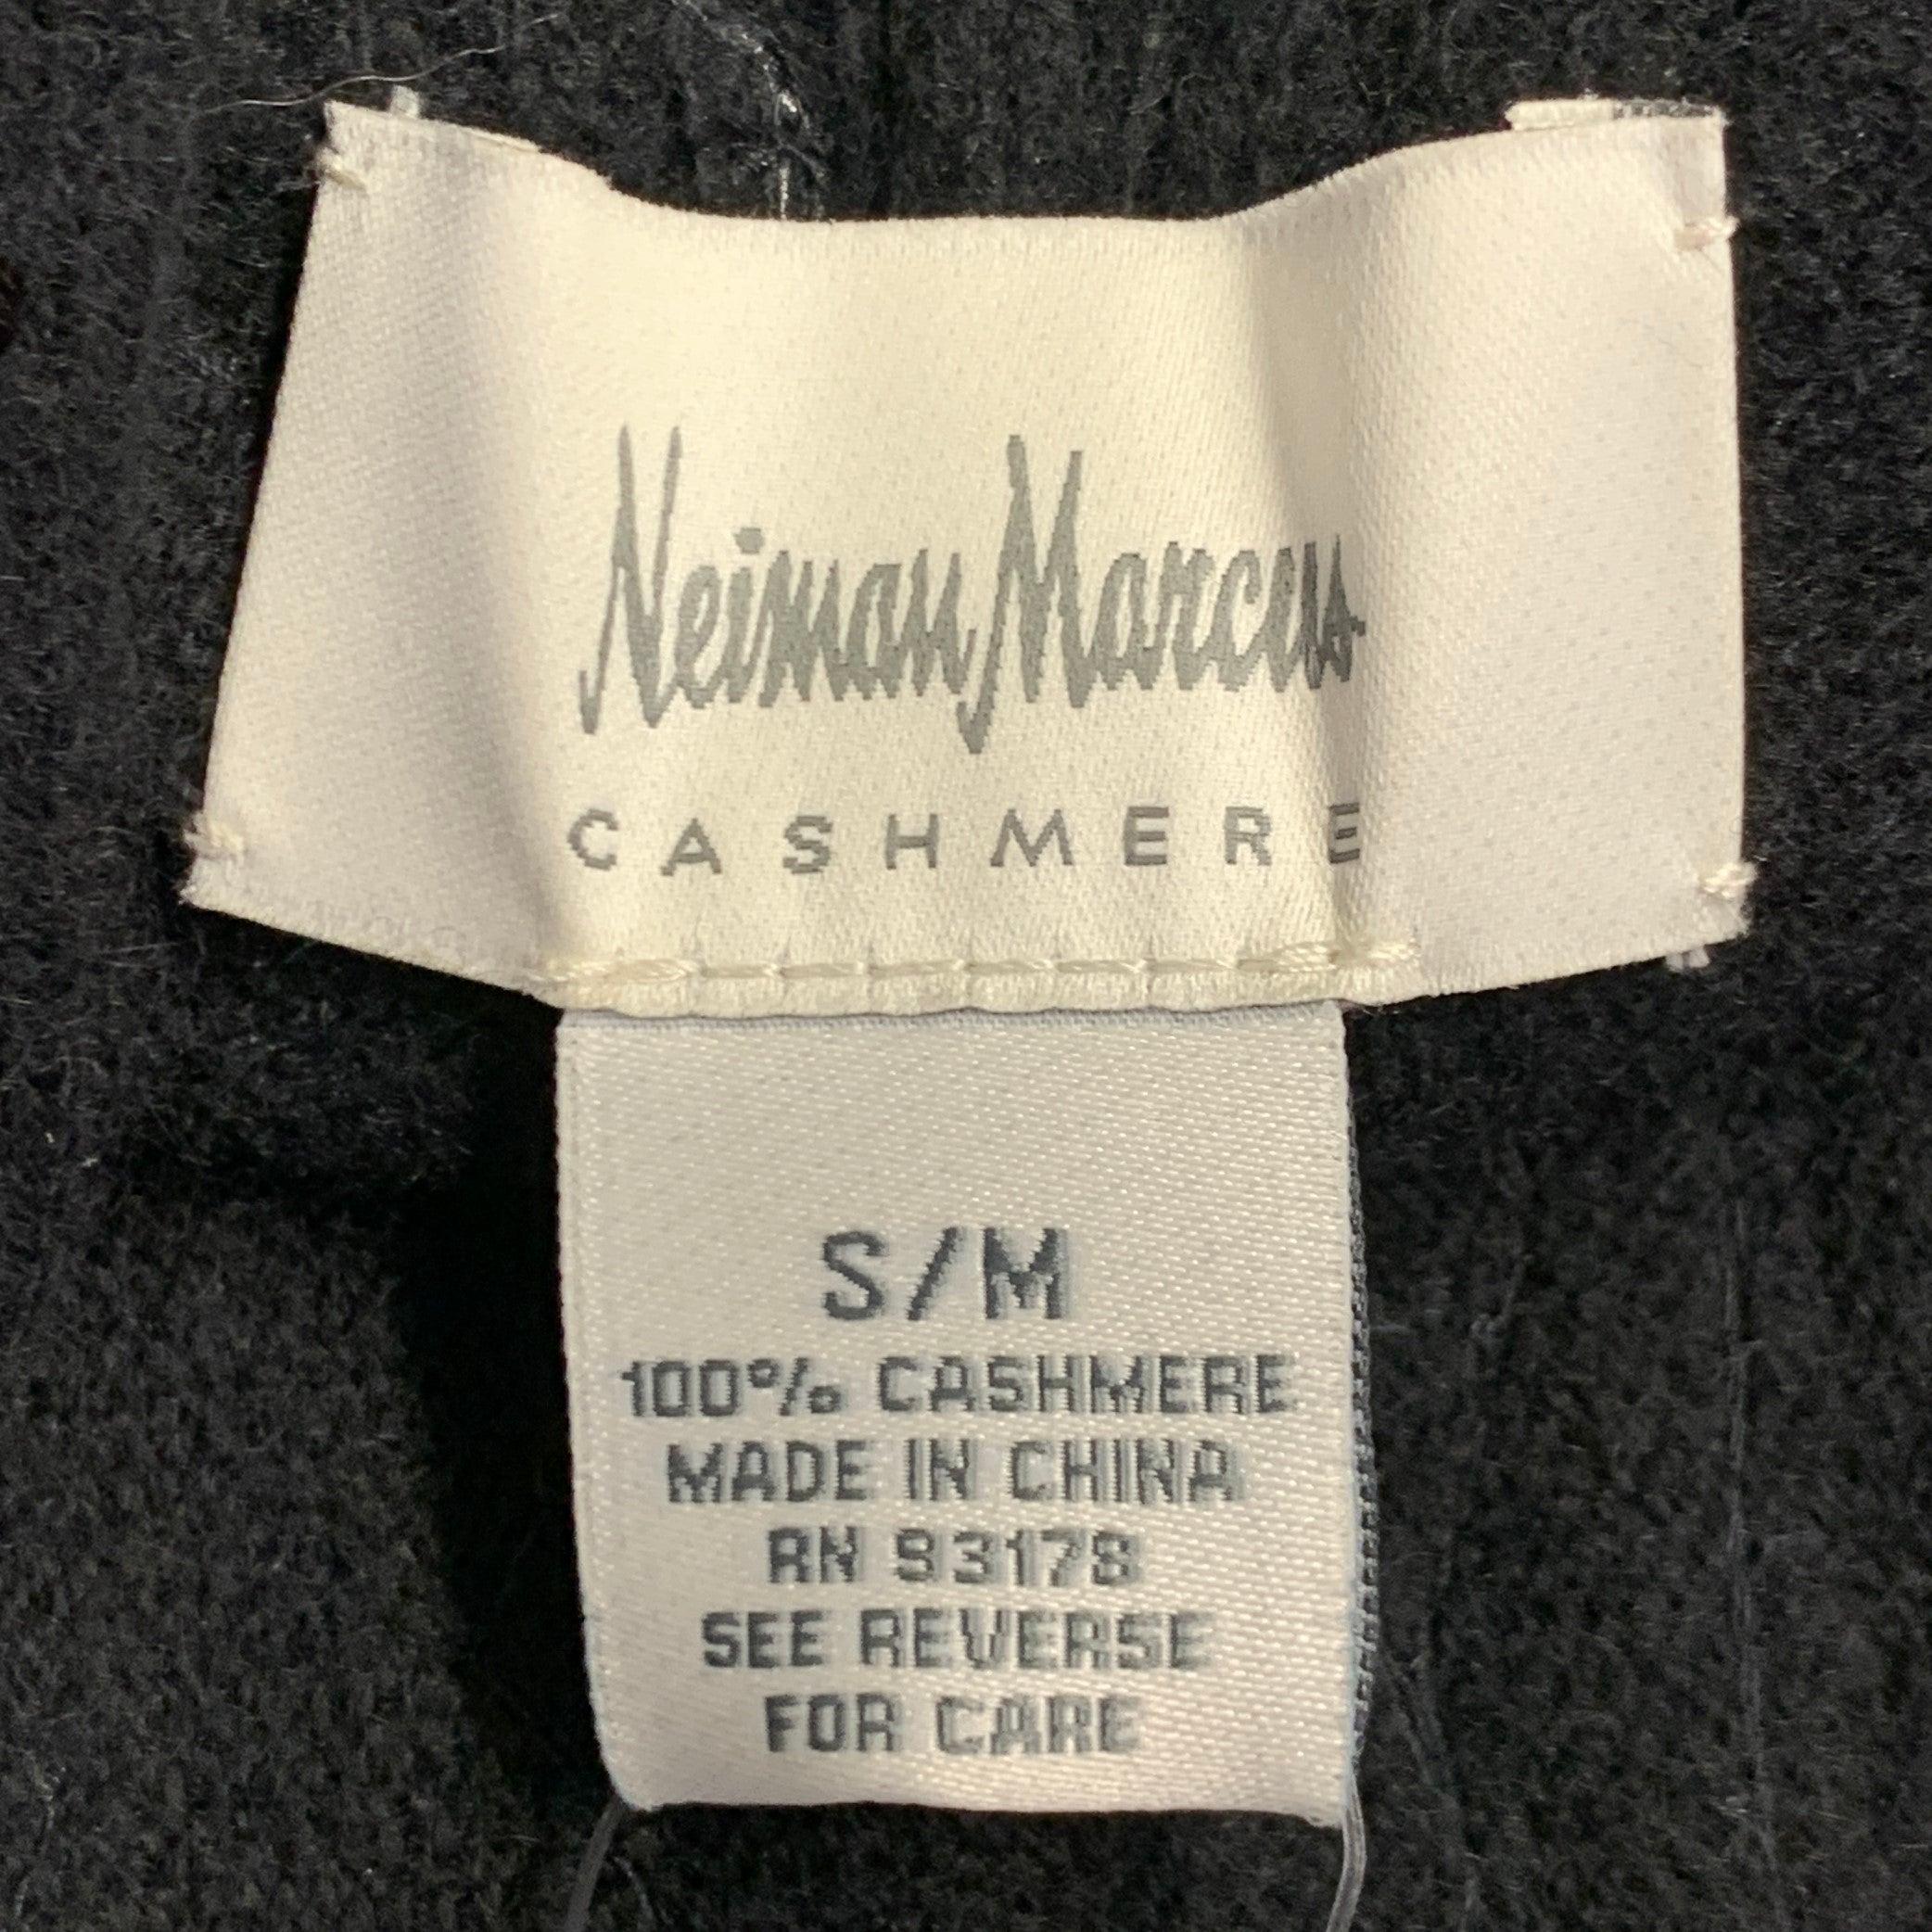 Neiman Marcus
CASHMERE
S/M
100% CASHMERE
MADE IN CHINA
RN 93178
SEE REVERSE
FOR CARE